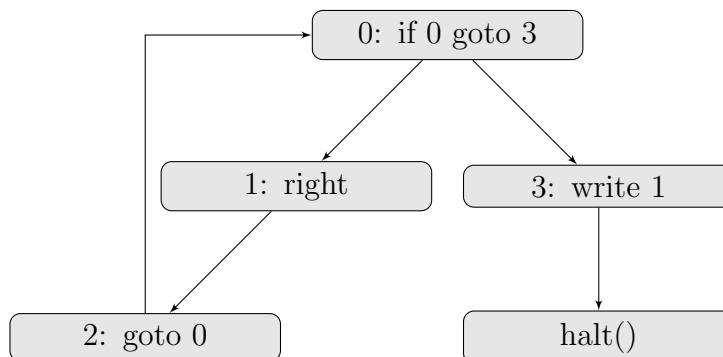 0: if 0 goto 3
1: right
3: write 1
2: goto 0
halt()